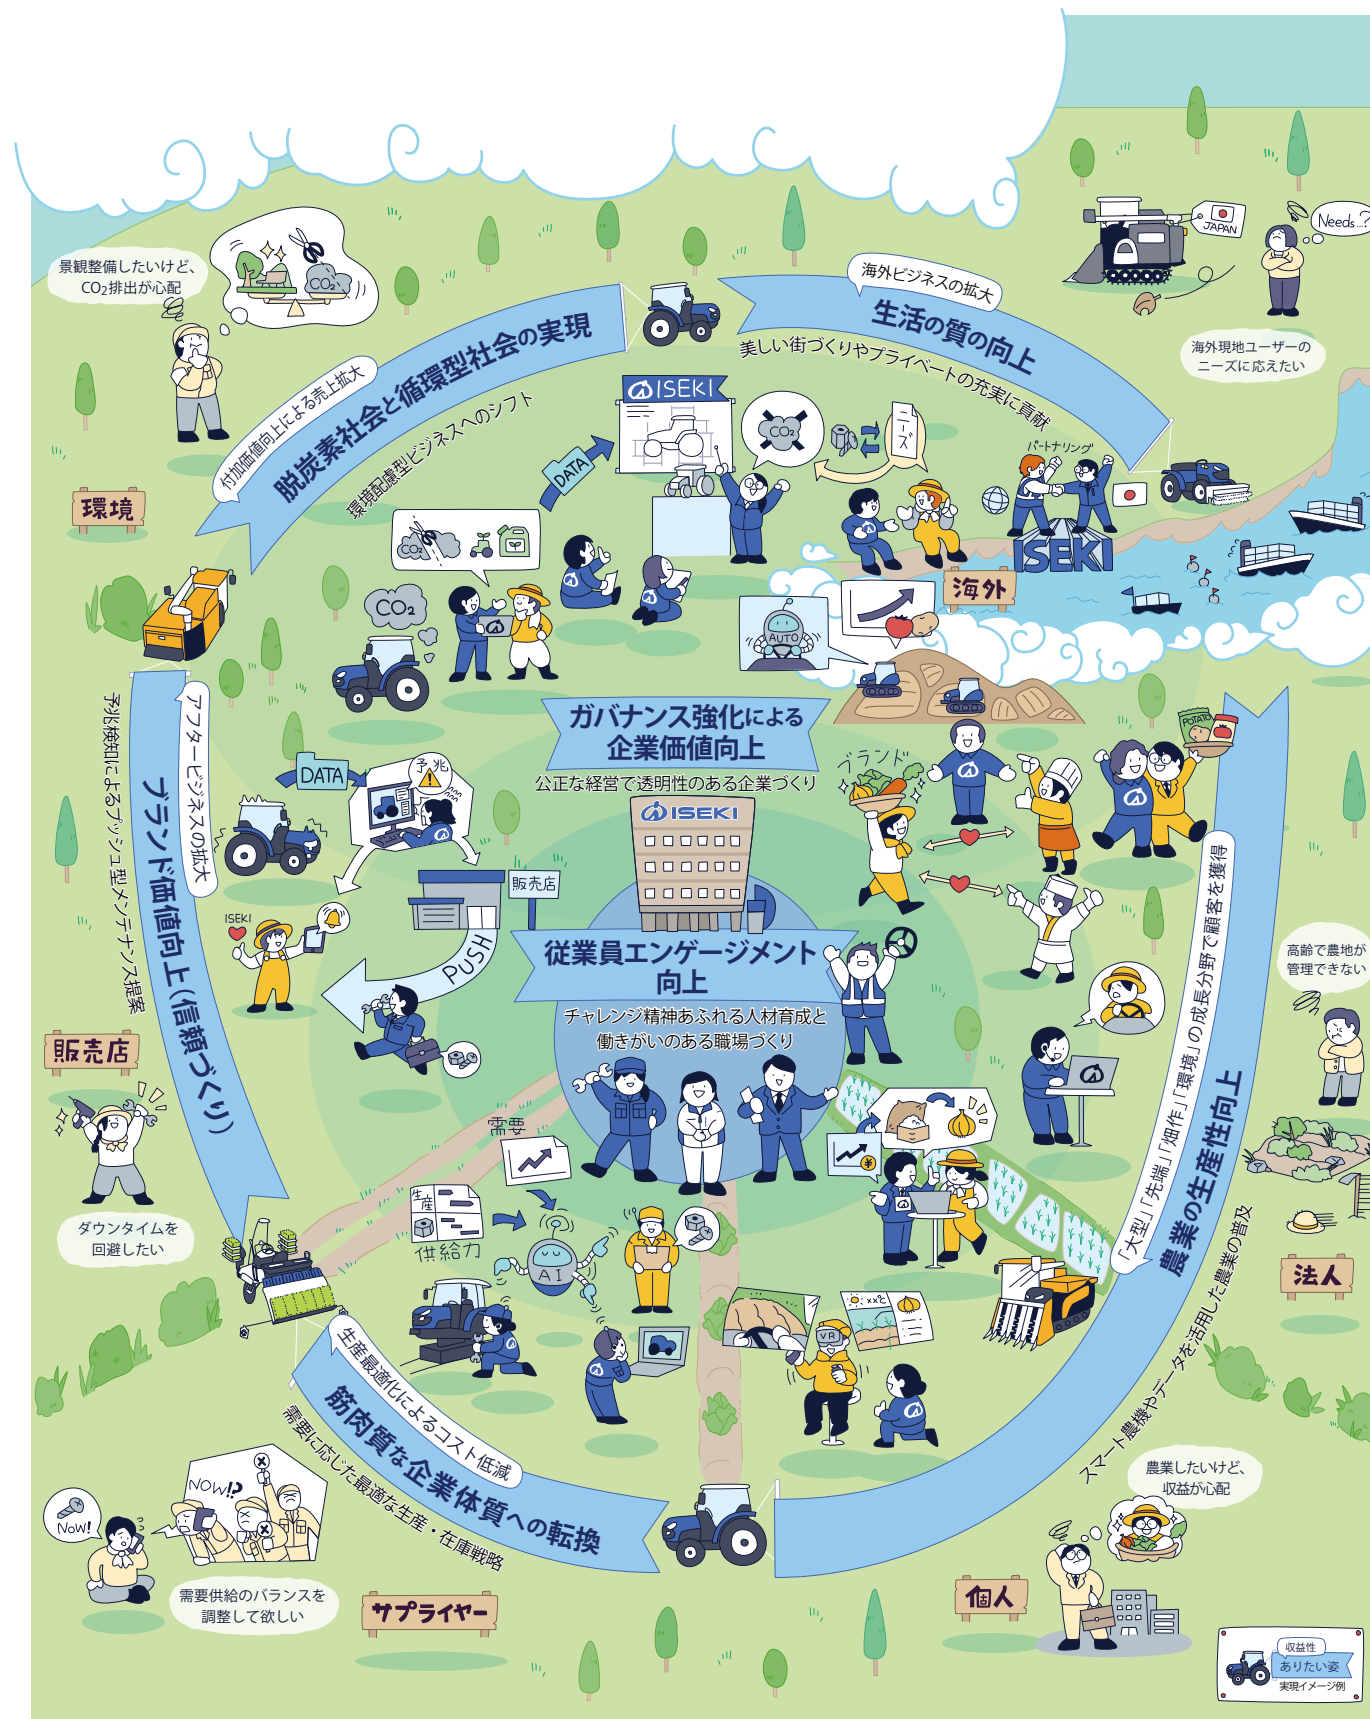 景観整備したいけど、
CO2排出が心配
CO2
付加価値向上による売上拡大
脱炭素社会と循環型社会の実現
環境配慮型ビジネスへのシフト
環境
海外ビジネスの拡大
生活の質の向上
美しい街づくりやプライベートの充実に貢献
JAPAN
Needs...?
海外現地ユーザーの
ニーズに応えたい
ISEKI
CO2
ニーズ
DATA
パートナリング
ISEKI
海外
CO2
CO2
AUTO
アフタービジネスの拡大
ブランド価値向上(信頼づくり)
予兆検知によるプッシュ型メンテナンス提案
DATA
予兆
ISEKI
販売店
PUSH
ガバナンス強化による
企業価値向上
公正な経営で透明性のある企業づくり
ISEKI
従業員エンゲージメント
向上
チャレンジ精神あふれる人材育成と
働きがいのある職場づくり
ブランド
POTATO
「大型」「先端」「畑作」「環境」の成長分野で顧客を獲得
農業の生産性向上
スマート農機やデータを活用した農業の普及
高齢で農地が
管理できない
法人
販売店
ダウンタイムを
回避したい
需要
生産
供給力
AI
¥
××℃
VR
生産最適化によるコスト低減
筋肉質な企業体質への転換
需要に応じた最適な生産・在庫戦略
NOW!?
NOW!
需要供給のバランスを
調整して欲しい
サプライヤー
農業したいけど、
収益が心配
個人
収益性
ありたい姿
実現イメージ例